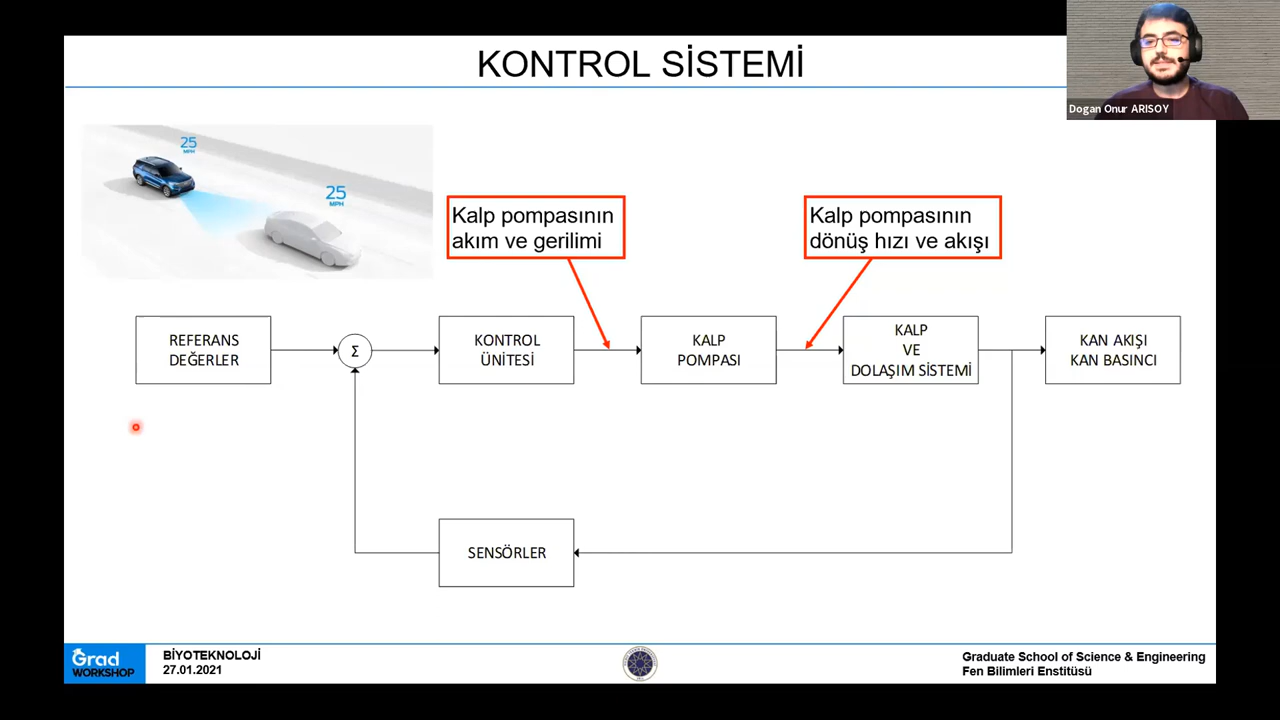 KONTROL SİSTEMİ
Dogan Onur ARISOY
25
MPH
25
MPH
Kalp pompasının
akım ve gerilimi
Kalp pompasının
dönüş hızı ve akışı
REFERANS
DEĞERLER
Σ
KONTROL
ÜNİTESİ
KALP
POMPASI
KALP
VE
DOLAŞIM SİSTEMİ
KAN AKIŞI
KAN BASINCI
SENSÖRLER
Grad
WORKSHOP
BİYOTEKNOLOJİ
27.01.2021
Graduate School of Science & Engineering
Fen Bilimleri Enstitüsü